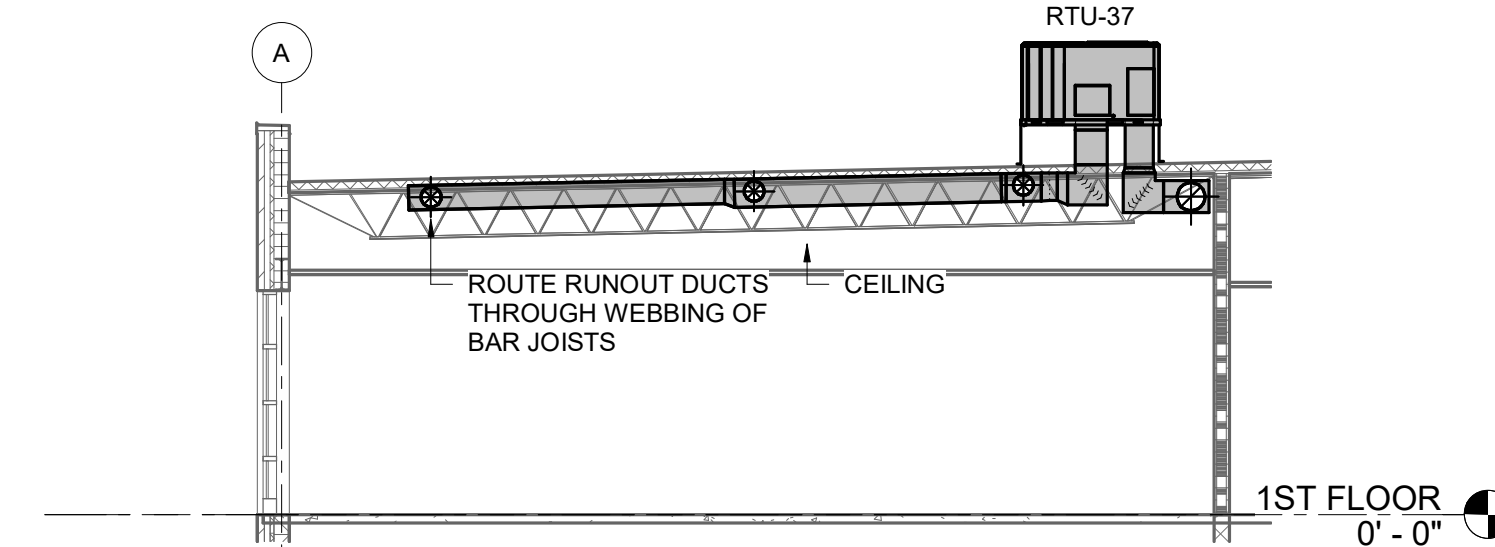 RTU-37
A
ROUTE RUNOUT DUCTS
THROUGH WEBBING OF
BAR JOISTS
CEILING
1ST FLOOR
0' - 0"